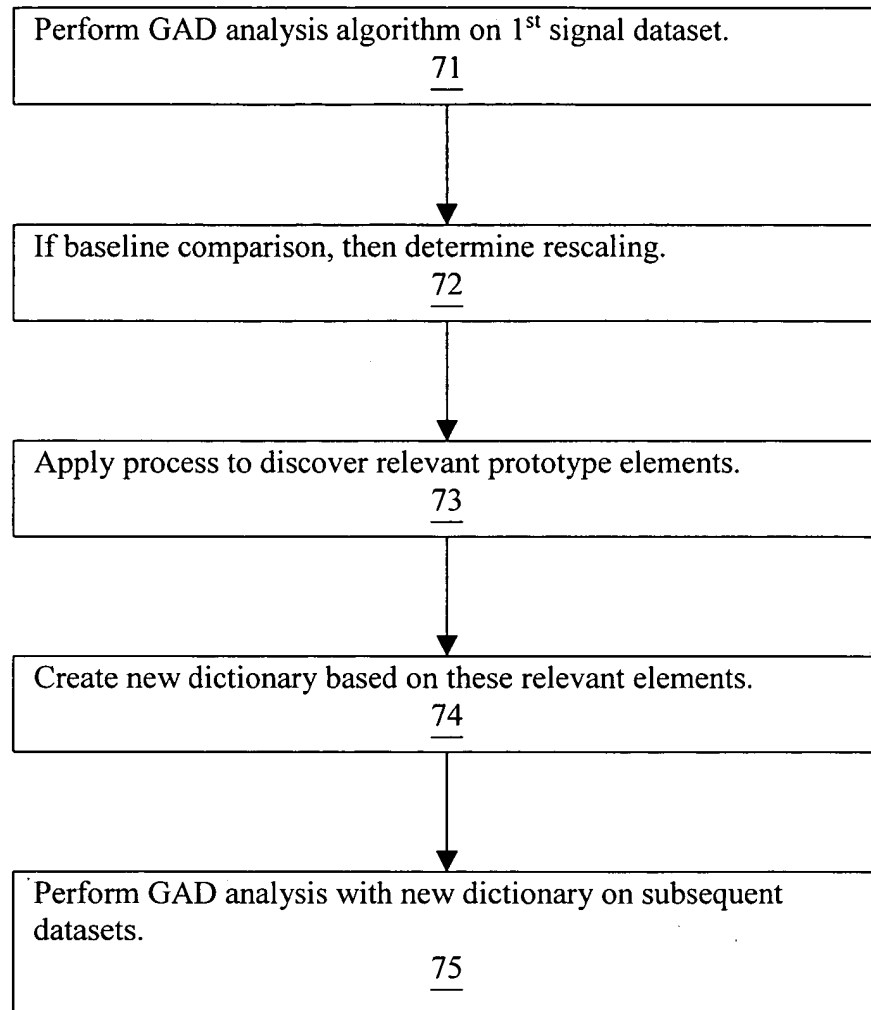 Perform GAD analysis algorithm on 1st signal dataset.
71
If baseline comparison, then determine rescaling.
72
Apply process to discover relevant prototype elements.
73
Create new dictionary based on these relevant elements.
74
Perform GAD analysis with new dictionary on subsequent
datasets.
75